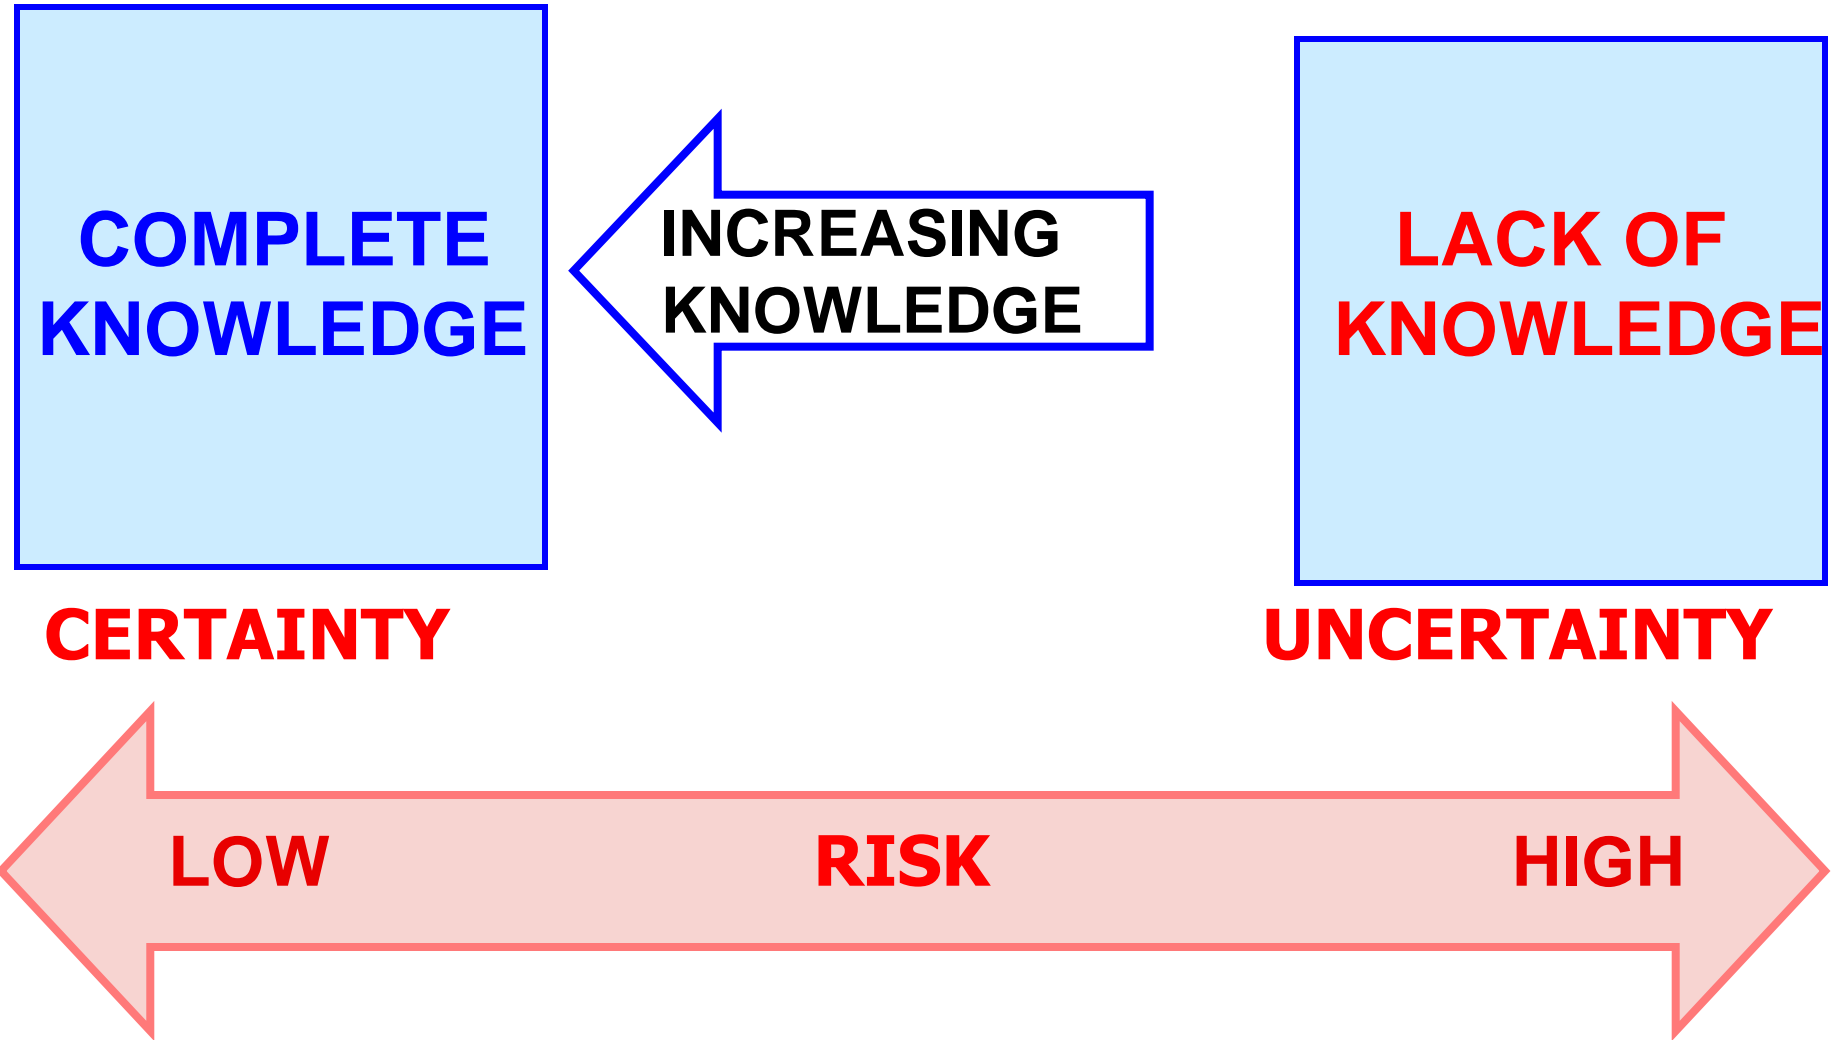 COMPLETE
KNOWLEDGE
INCREASING
KNOWLEDGE
LACK OF
KNOWLEDGE
CERTAINTY
UNCERTAINTY
LOW
RISK
HIGH